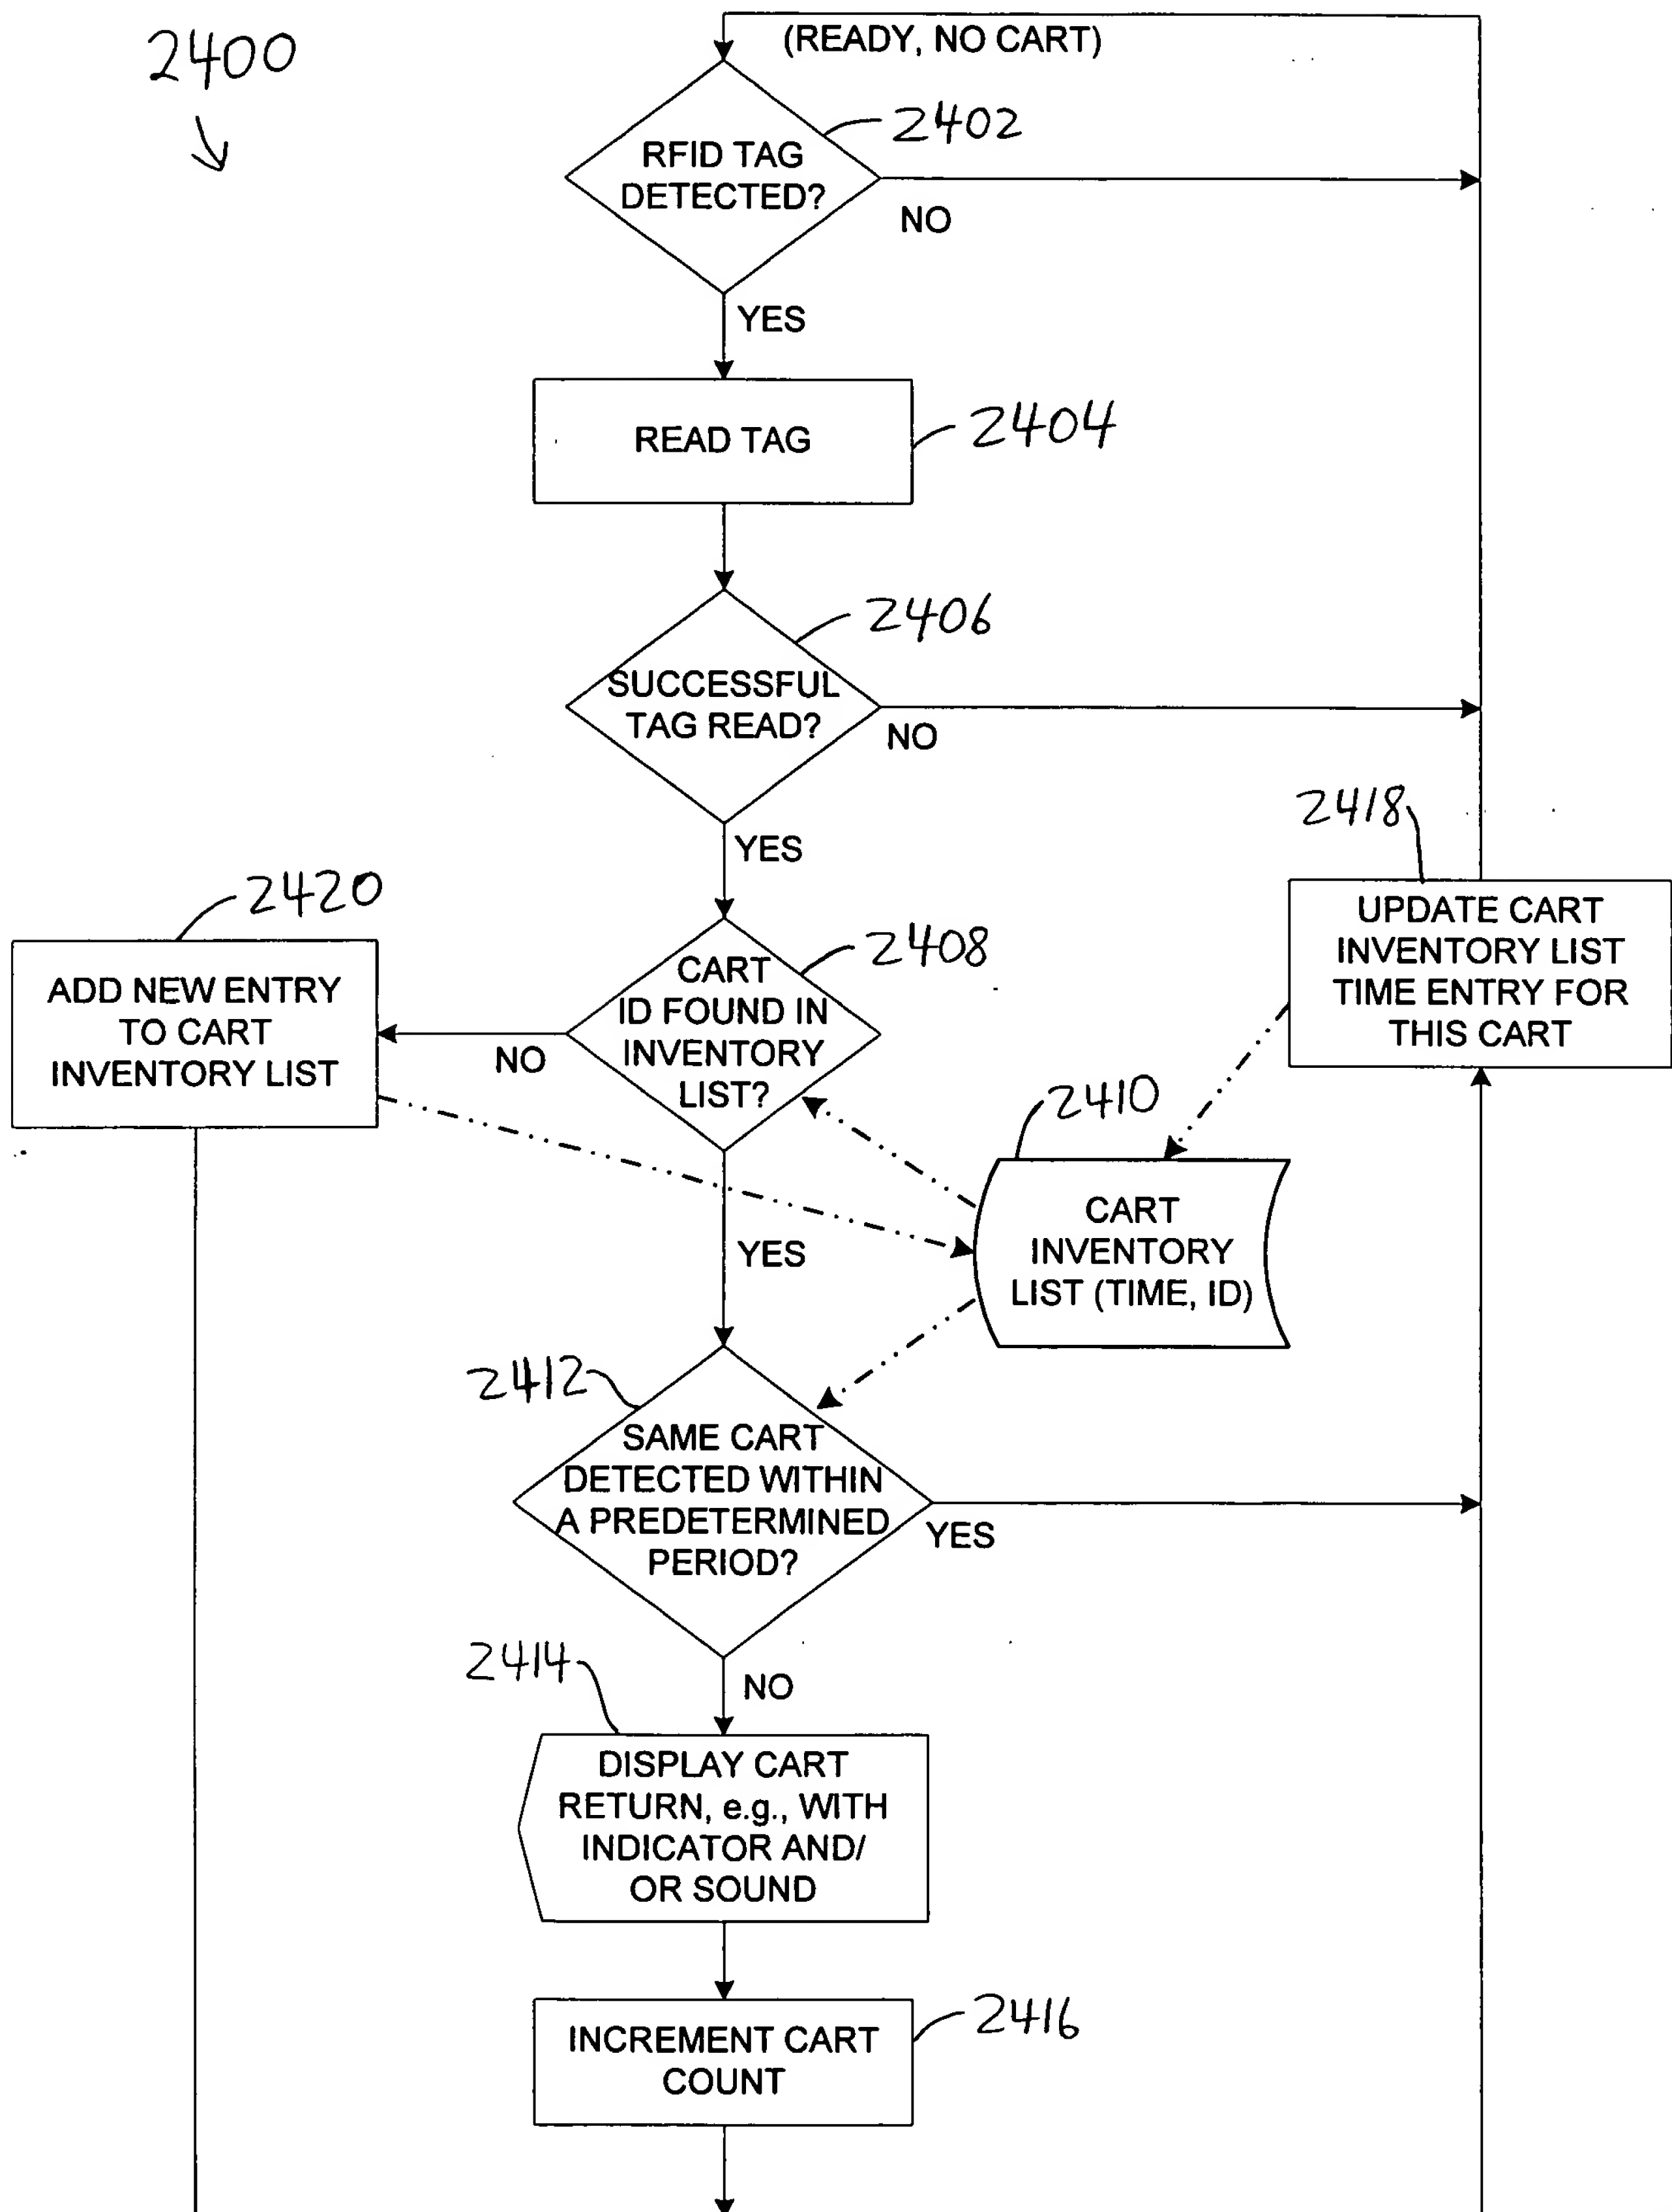 2400
(READY, NO CART)
2402
RFID TAG
DETECTED?
NO
YES
READ TAG
2404
2406
SUCCESSFUL
TAG READ?
NO
YES
2418
UPDATE CART
INVENTORY LIST
TIME ENTRY FOR
THIS CART
2420
ADD NEW ENTRY
TO CART
INVENTORY LIST
2408
CART
ID FOUND IN
INVENTORY
LIST?
NO
YES
2410
CART
INVENTORY
LIST (TIME, ID)
2412
SAME CART
DETECTED WITHIN
A PREDETERMINED
PERIOD?
YES
NO
2414
DISPLAY CART
RETURN, e.g., WITH
INDICATOR AND/
OR SOUND
INCREMENT CART
COUNT
2416